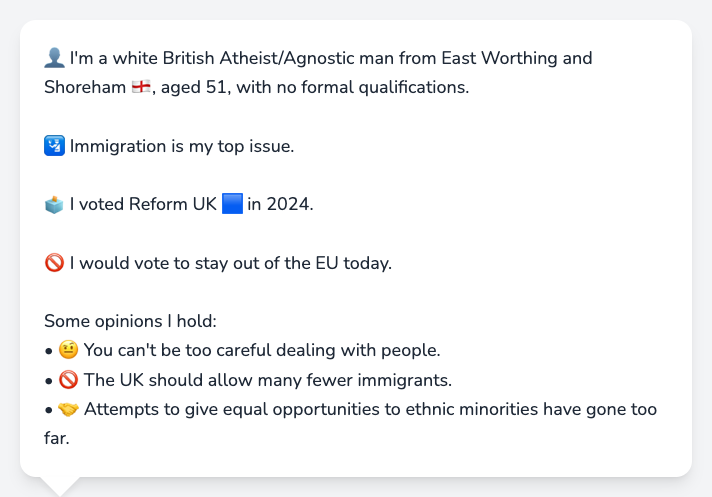 👤 I'm a white British Atheist/Agnostic man from East Worthing and
Shoreham 🏴󠁧󠁢󠁥󠁮󠁧󠁿, aged 51, with no formal qualifications.
🛂 Immigration is my top issue.
🗳️ I voted Reform UK 🟦 in 2024.
🚫 I would vote to stay out of the EU today.
Some opinions I hold:
• 🤨 You can't be too careful dealing with people.
• 🚫 The UK should allow many fewer immigrants.
• 🤝 Attempts to give equal opportunities to ethnic minorities have gone too
far.